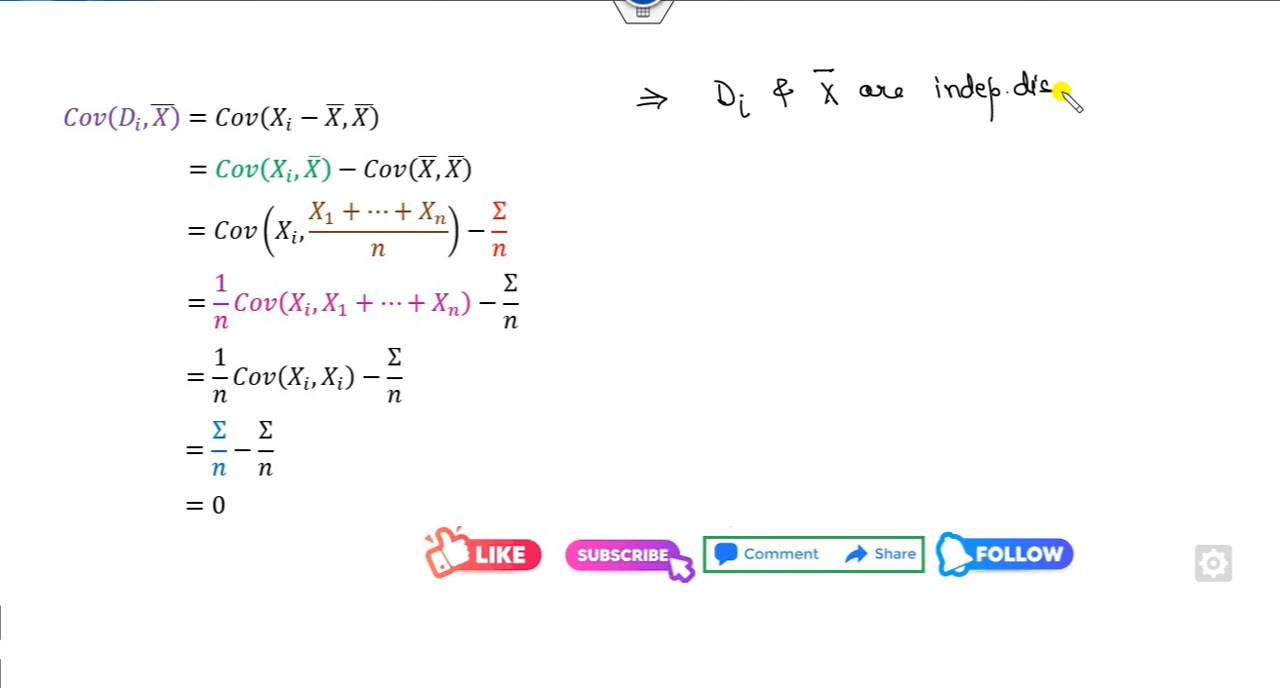 Cov(D_i, X̅) = Cov(X_i − X̅, X̅)
= Cov(X_i, X̅) − Cov(X̅, X̅)
= Cov(X_i, (X_1 + ⋯ + X_n)/n) − Σ/n
= 1/n Cov(X_i, X_1 + ⋯ + X_n) − Σ/n
= 1/n Cov(X_i, X_i) − Σ/n
= Σ/n − Σ/n
= 0
⇒ D_i & X̅ are indep. dis
LIKE
SUBSCRIBE
Comment Share
FOLLOW